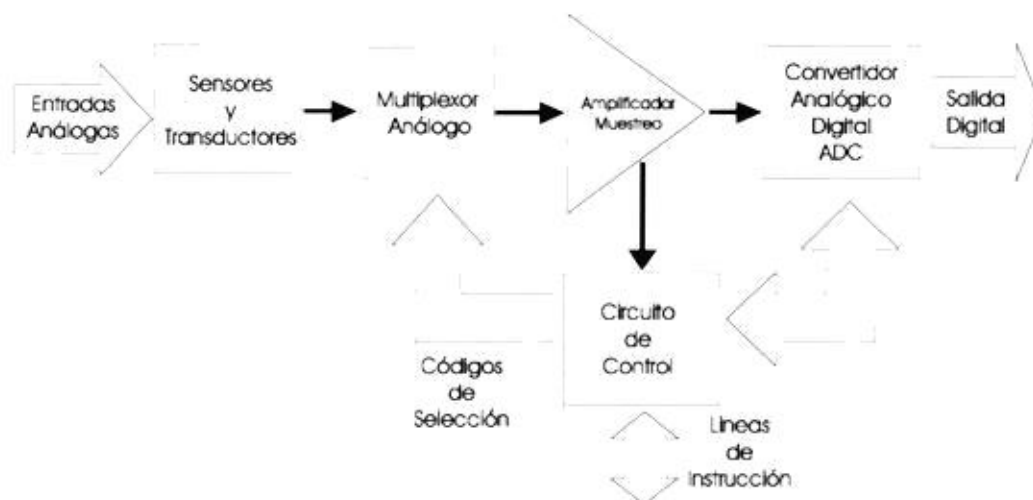 Entradas
Análogas
Sensores
y
Transductores
Multiplexor
Análogo
Amplificador
Muestreo
Convertidor
Analógico
Digital
ADC
Salida
Digital
Códigos
de
Selección
Circuito
de
Control
Lineas
de
Instrucción